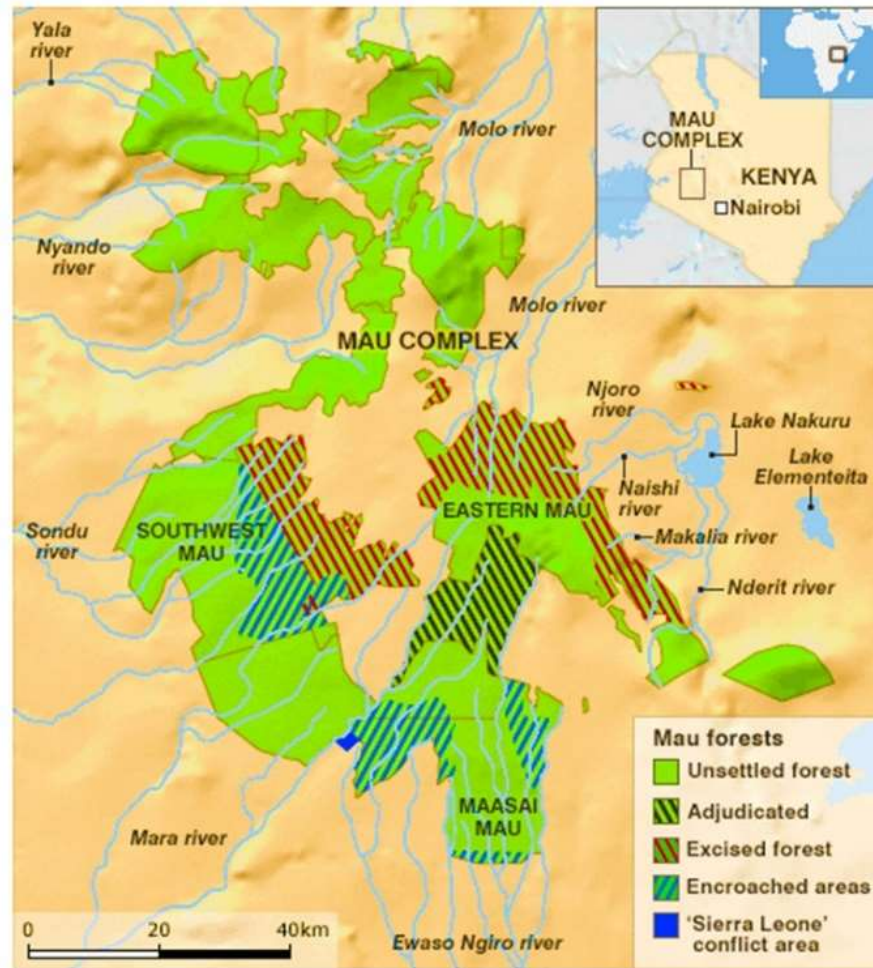 Yala
river
Molo river
MAU
COMPLEX
KENYA
Nairobi
Nyando
river
Molo river
MAU COMPLEX
Njoro
river
Lake Nakuru
Lake
Elementeita
Naishi
river
EASTERN MAU
SOUTHWEST
MAU
Sondu
river
Makalia river
Nderit river
MAASAI
MAU
Mara river
Ewaso Ngiro river
Mau forests
Unsettled forest
Adjudicated
Excised forest
Encroached areas
'Sierra Leone'
conflict area
0 20 40km